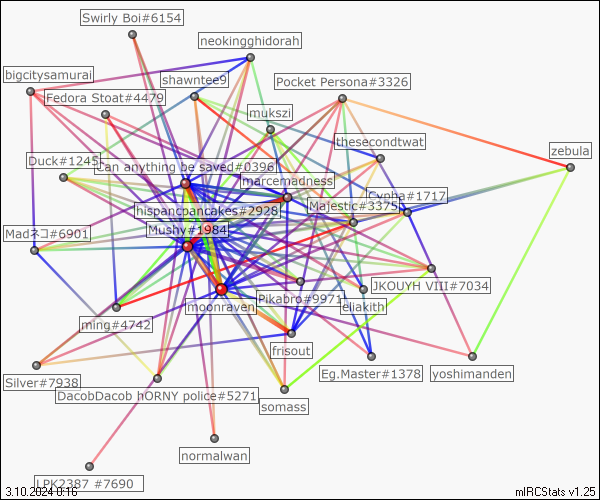 Swirly Boi#6154
neokingghidorah
bigcitysamurai
shawntee9
Pocket Persona#3326
Fedora Stoat#4479
mukszi
thesecondtwat
zebula
Duck#1245
Can anything be saved#0396
marcemadness
Cynba#1717
hispancpancakes#2928
Majestic#3375
Madネコ#6901
Mushy#1984
JKOUYH VIII#7034
Pikabro#9971
eliakith
moonraven
ming#4742
frisout
Silver#7938
Eg.Master#1378
yoshimanden
DacobDacob hORNY police#5271
somass
normalwan
LPK2387 #7690
3.10.2024 0:16
mIRCStats v1.25